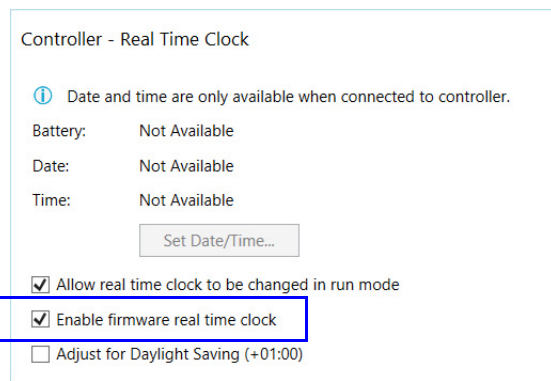 Controller - Real Time Clock
Date and time are only available when connected to controller.
Battery: Not Available
Date: Not Available
Time: Not Available
Set Date/Time...
Allow real time clock to be changed in run mode
Enable firmware real time clock
Adjust for Daylight Saving (+01:00)